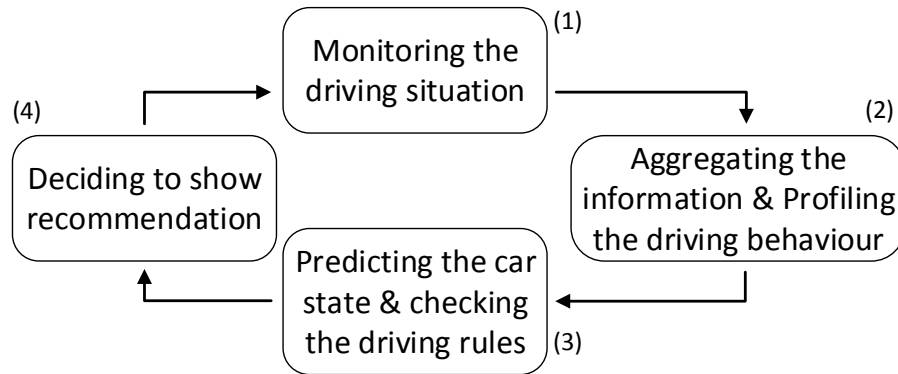 (1)
Monitoring the
driving situation
(2)
Aggregating the
information & Profiling
the driving behaviour
Predicting the car
state & checking
the driving rules
(3)
(4)
Deciding to show
recommendation